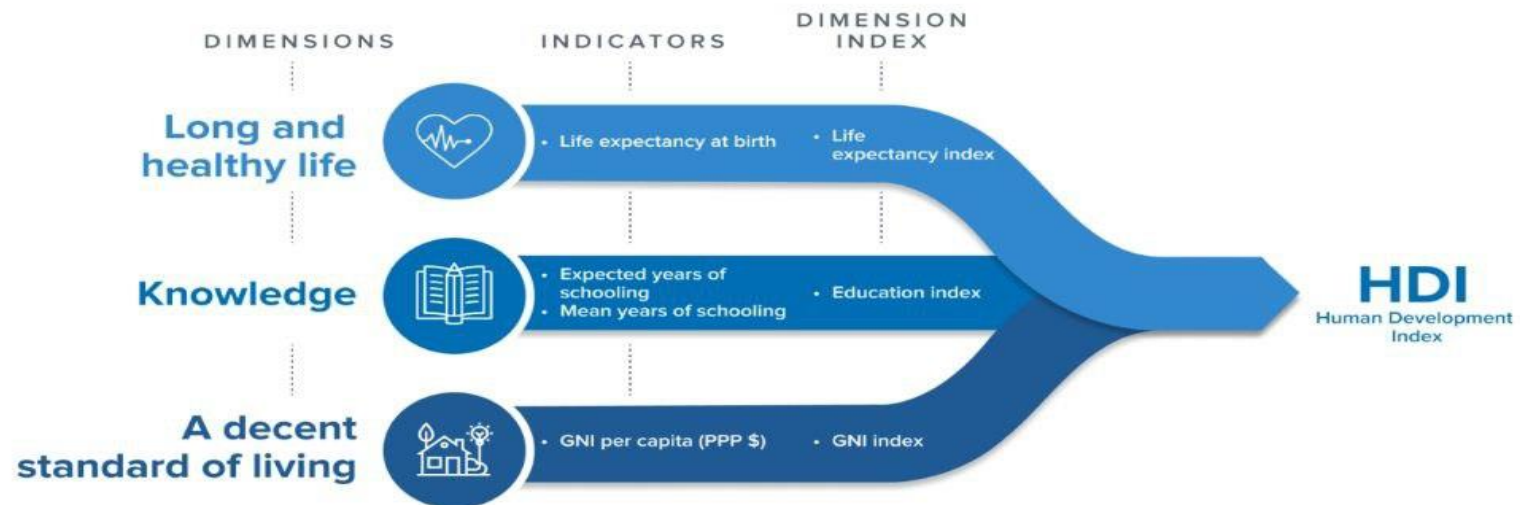 DIMENSIONS
INDICATORS
DIMENSION
INDEX
Long and
healthy life
• Life expectancy at birth
• Life
expectancy index
Knowledge
• Expected years of
schooling
• Mean years of schooling
• Education index
A decent
standard of living
• GNI per capita (PPP $)
• GNI index
HDI
Human Development
Index